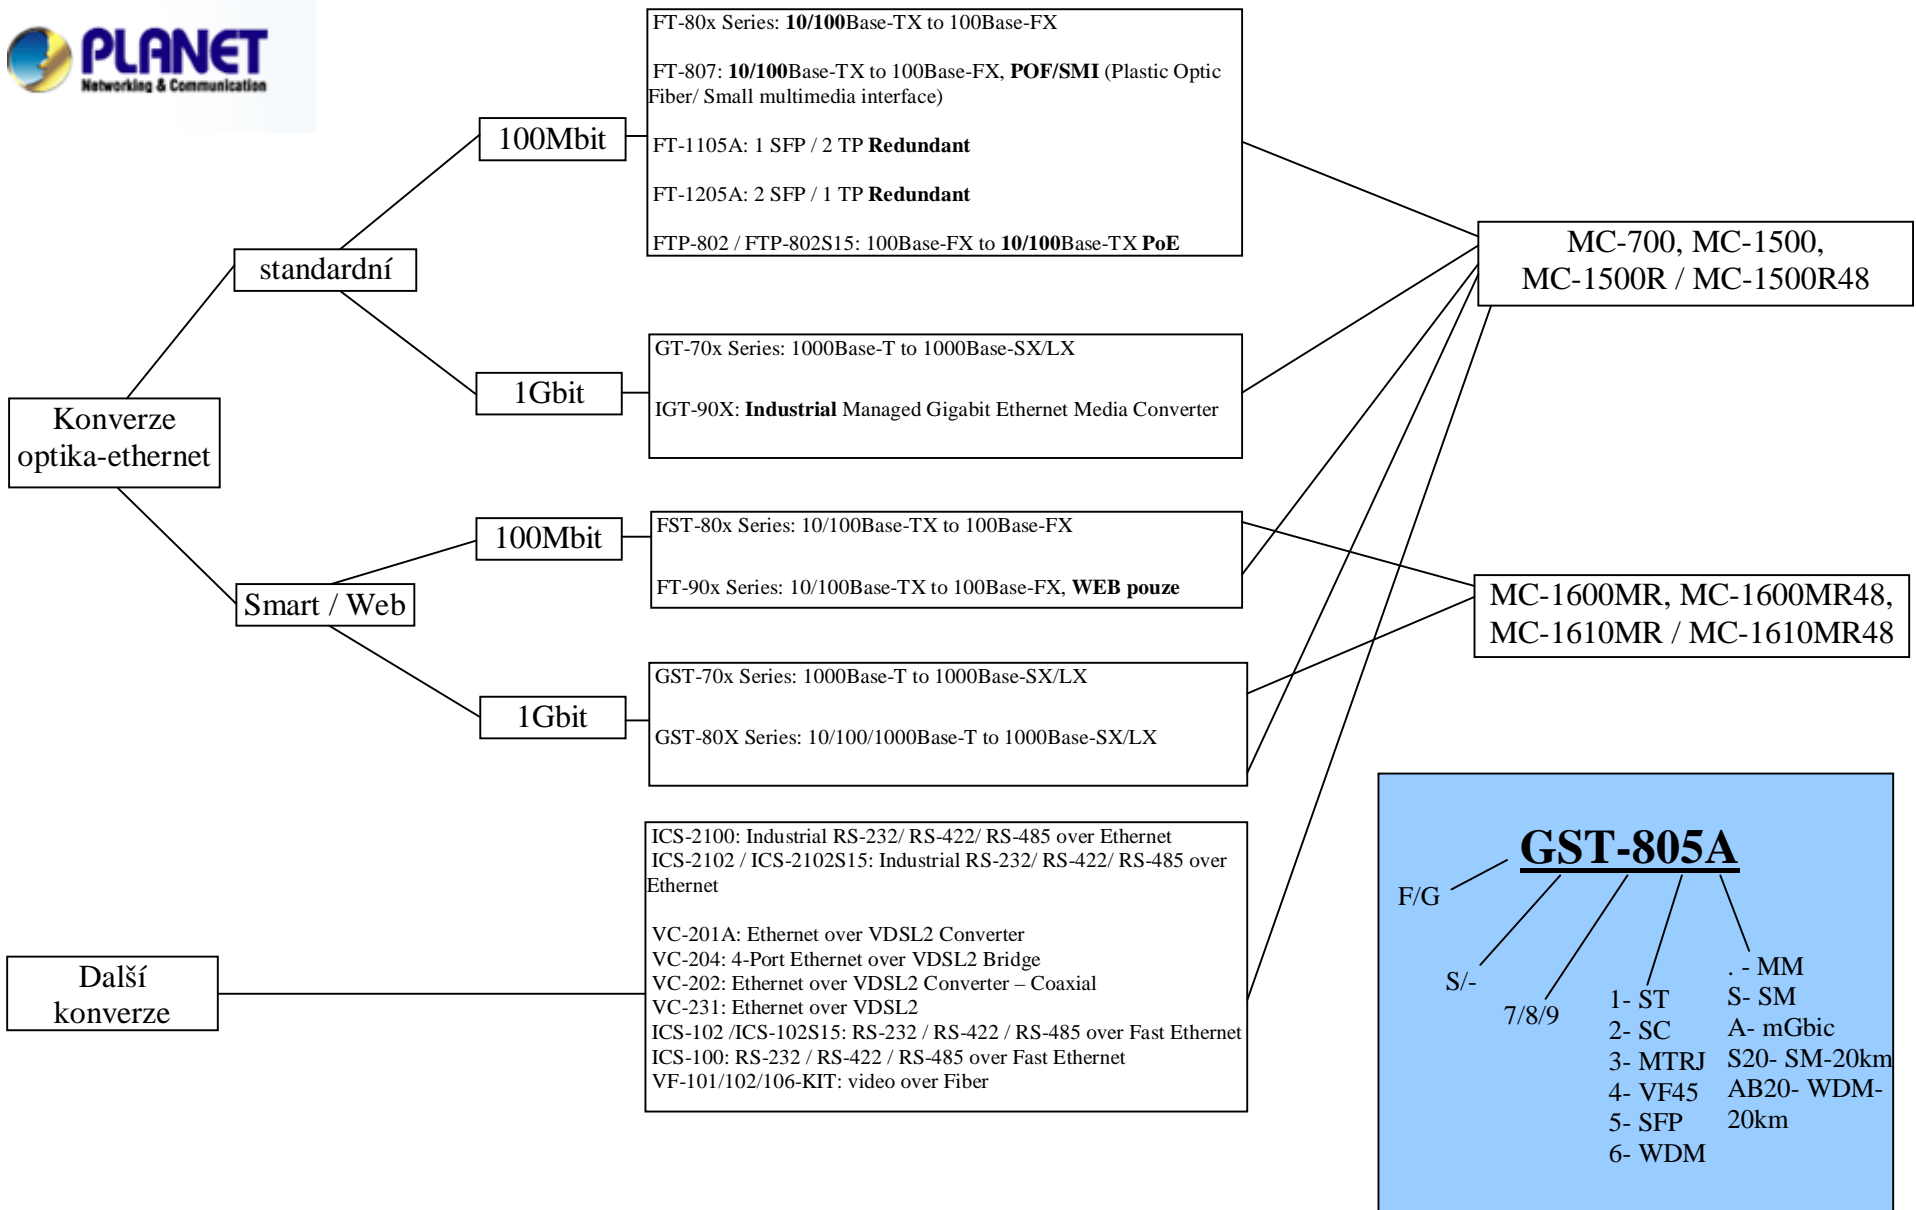 PLANET
Networking & Communication
FT-80x Series: 10/100Base-TX to 100Base-FX
FT-807: 10/100Base-TX to 100Base-FX, POF/SMI (Plastic Optic
Fiber/ Small multimedia interface)
FT-1105A: 1 SFP / 2 TP Redundant
FT-1205A: 2 SFP / 1 TP Redundant
FTP-802 / FTP-802S15: 100Base-FX to 10/100Base-TX PoE
100Mbit
standardní
MC-700, MC-1500,
MC-1500R / MC-1500R48
GT-70x Series: 1000Base-T to 1000Base-SX/LX
IGT-90X: Industrial Managed Gigabit Ethernet Media Converter
1Gbit
Konverze
optika-ethernet
100Mbit
FST-80x Series: 10/100Base-TX to 100Base-FX
FT-90x Series: 10/100Base-TX to 100Base-FX, WEB pouze
Smart / Web
MC-1600MR, MC-1600MR48,
MC-1610MR / MC-1610MR48
GST-70x Series: 1000Base-T to 1000Base-SX/LX
GST-80X Series: 10/100/1000Base-T to 1000Base-SX/LX
1Gbit
ICS-2100: Industrial RS-232/ RS-422/ RS-485 over Ethernet
ICS-2102 / ICS-2102S15: Industrial RS-232/ RS-422/ RS-485 over
Ethernet
VC-201A: Ethernet over VDSL2 Converter
VC-204: 4-Port Ethernet over VDSL2 Bridge
VC-202: Ethernet over VDSL2 Converter – Coaxial
VC-231: Ethernet over VDSL2
ICS-102 /ICS-102S15: RS-232 / RS-422 / RS-485 over Fast Ethernet
ICS-100: RS-232 / RS-422 / RS-485 over Fast Ethernet
VF-101/102/106-KIT: video over Fiber
Další
konverze
GST-805A
F/G
S/-
7/8/9
1- ST
2- SC
3- MTRJ
4- VF45
5- SFP
6- WDM
. - MM
S- SM
A- mGbic
S20- SM-20km
AB20- WDM-
20km